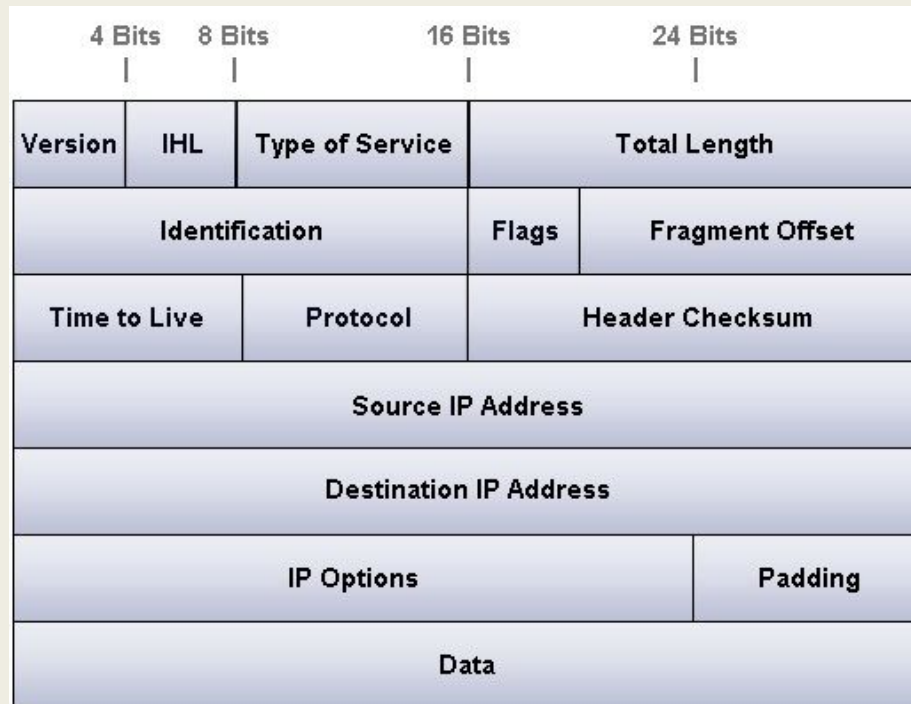 4 Bits 8 Bits 16 Bits 24 Bits
Version IHL Type of Service Total Length
Identification Flags Fragment Offset
Time to Live Protocol Header Checksum
Source IP Address
Destination IP Address
IP Options Padding
Data